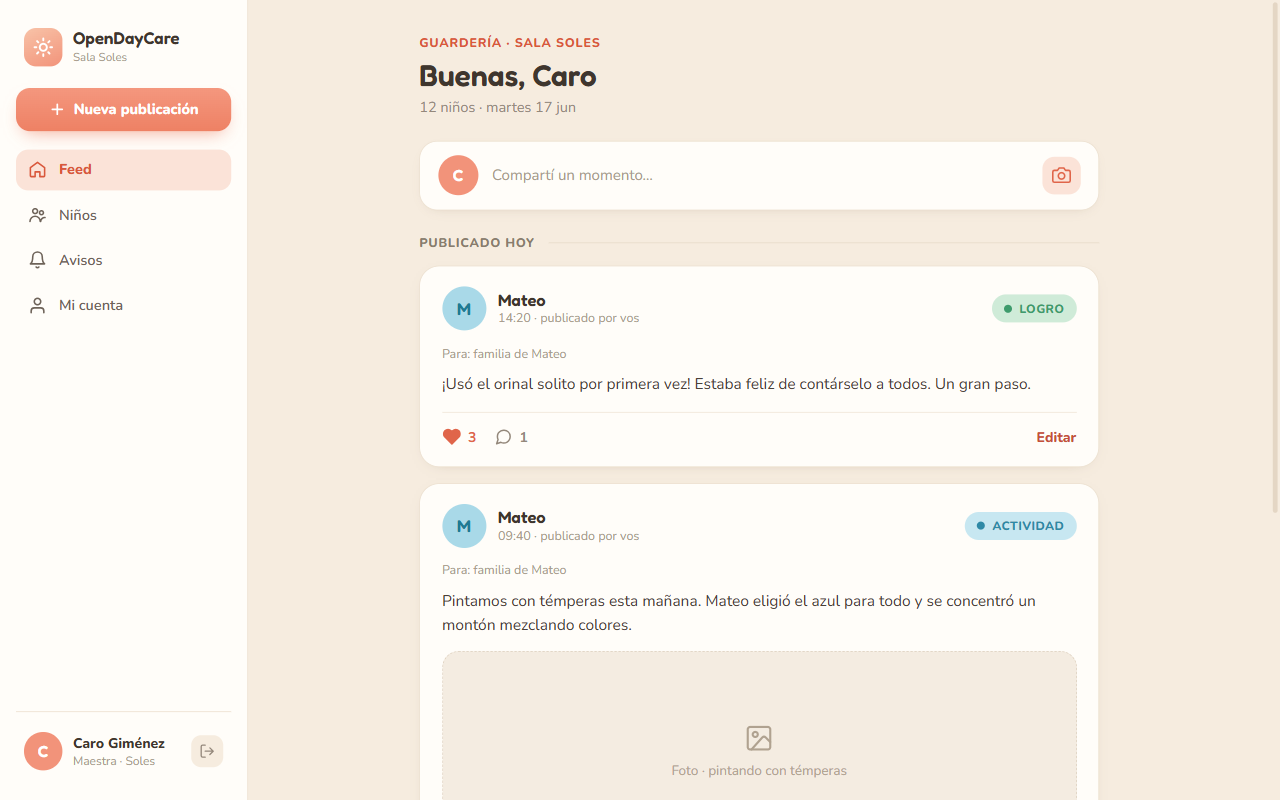 OpenDayCare
Sala Soles
Nueva publicación
Feed
Niños
Avisos
Mi cuenta
C
Caro Giménez
Maestra · Soles
GUARDERÍA · SALA SOLES
Buenas, Caro
12 niños · martes 17 jun
C
Compartí un momento...
PUBLICADO HOY
M
Mateo
14:20 · publicado por vos
LOGRO
Para: familia de Mateo
¡Usó el orinal solito por primera vez! Estaba feliz de contárselo a todos. Un gran paso.
3
1
Editar
M
Mateo
09:40 · publicado por vos
ACTIVIDAD
Para: familia de Mateo
Pintamos con témperas esta mañana. Mateo eligió el azul para todo y se concentró un
montón mezclando colores.
Foto · pintando con témperas